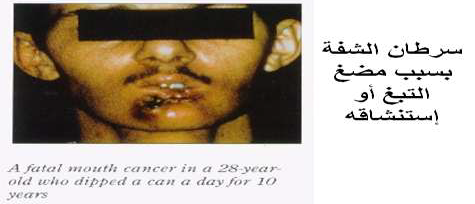 سرطان الشفة
بسبب مضغ
التبغ أو
إستنشاقه
A fatal mouth cancer in a 28-year-
old who dipped a can a day for 10
years